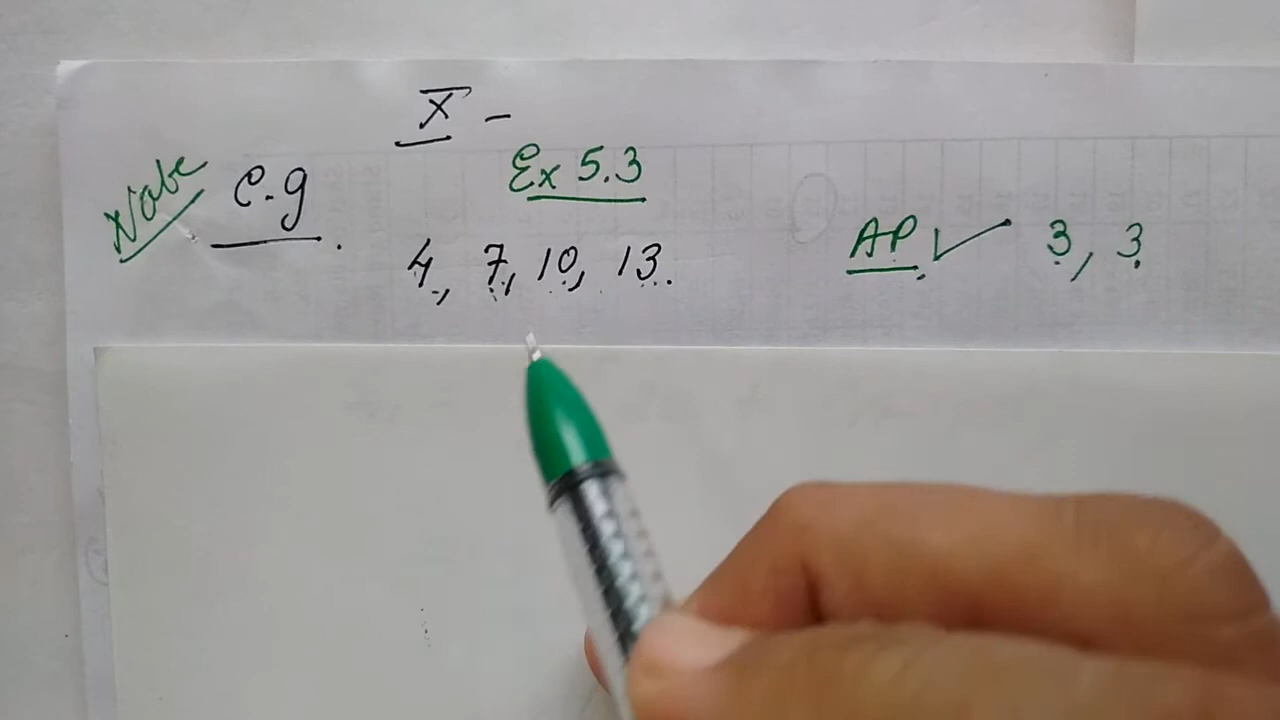 X -
Ex 5.3
Note e.g.
4, 7, 10, 13. AP ✓ 3, 3